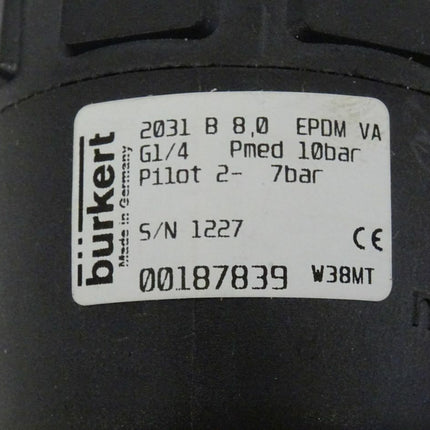 bürkert
Made in Germany
2031 B 8,0 EPDM VA
G1/4 Pmed 10bar
Pilot 2- 7bar
S/N 1227
CE
00187839 W38MT